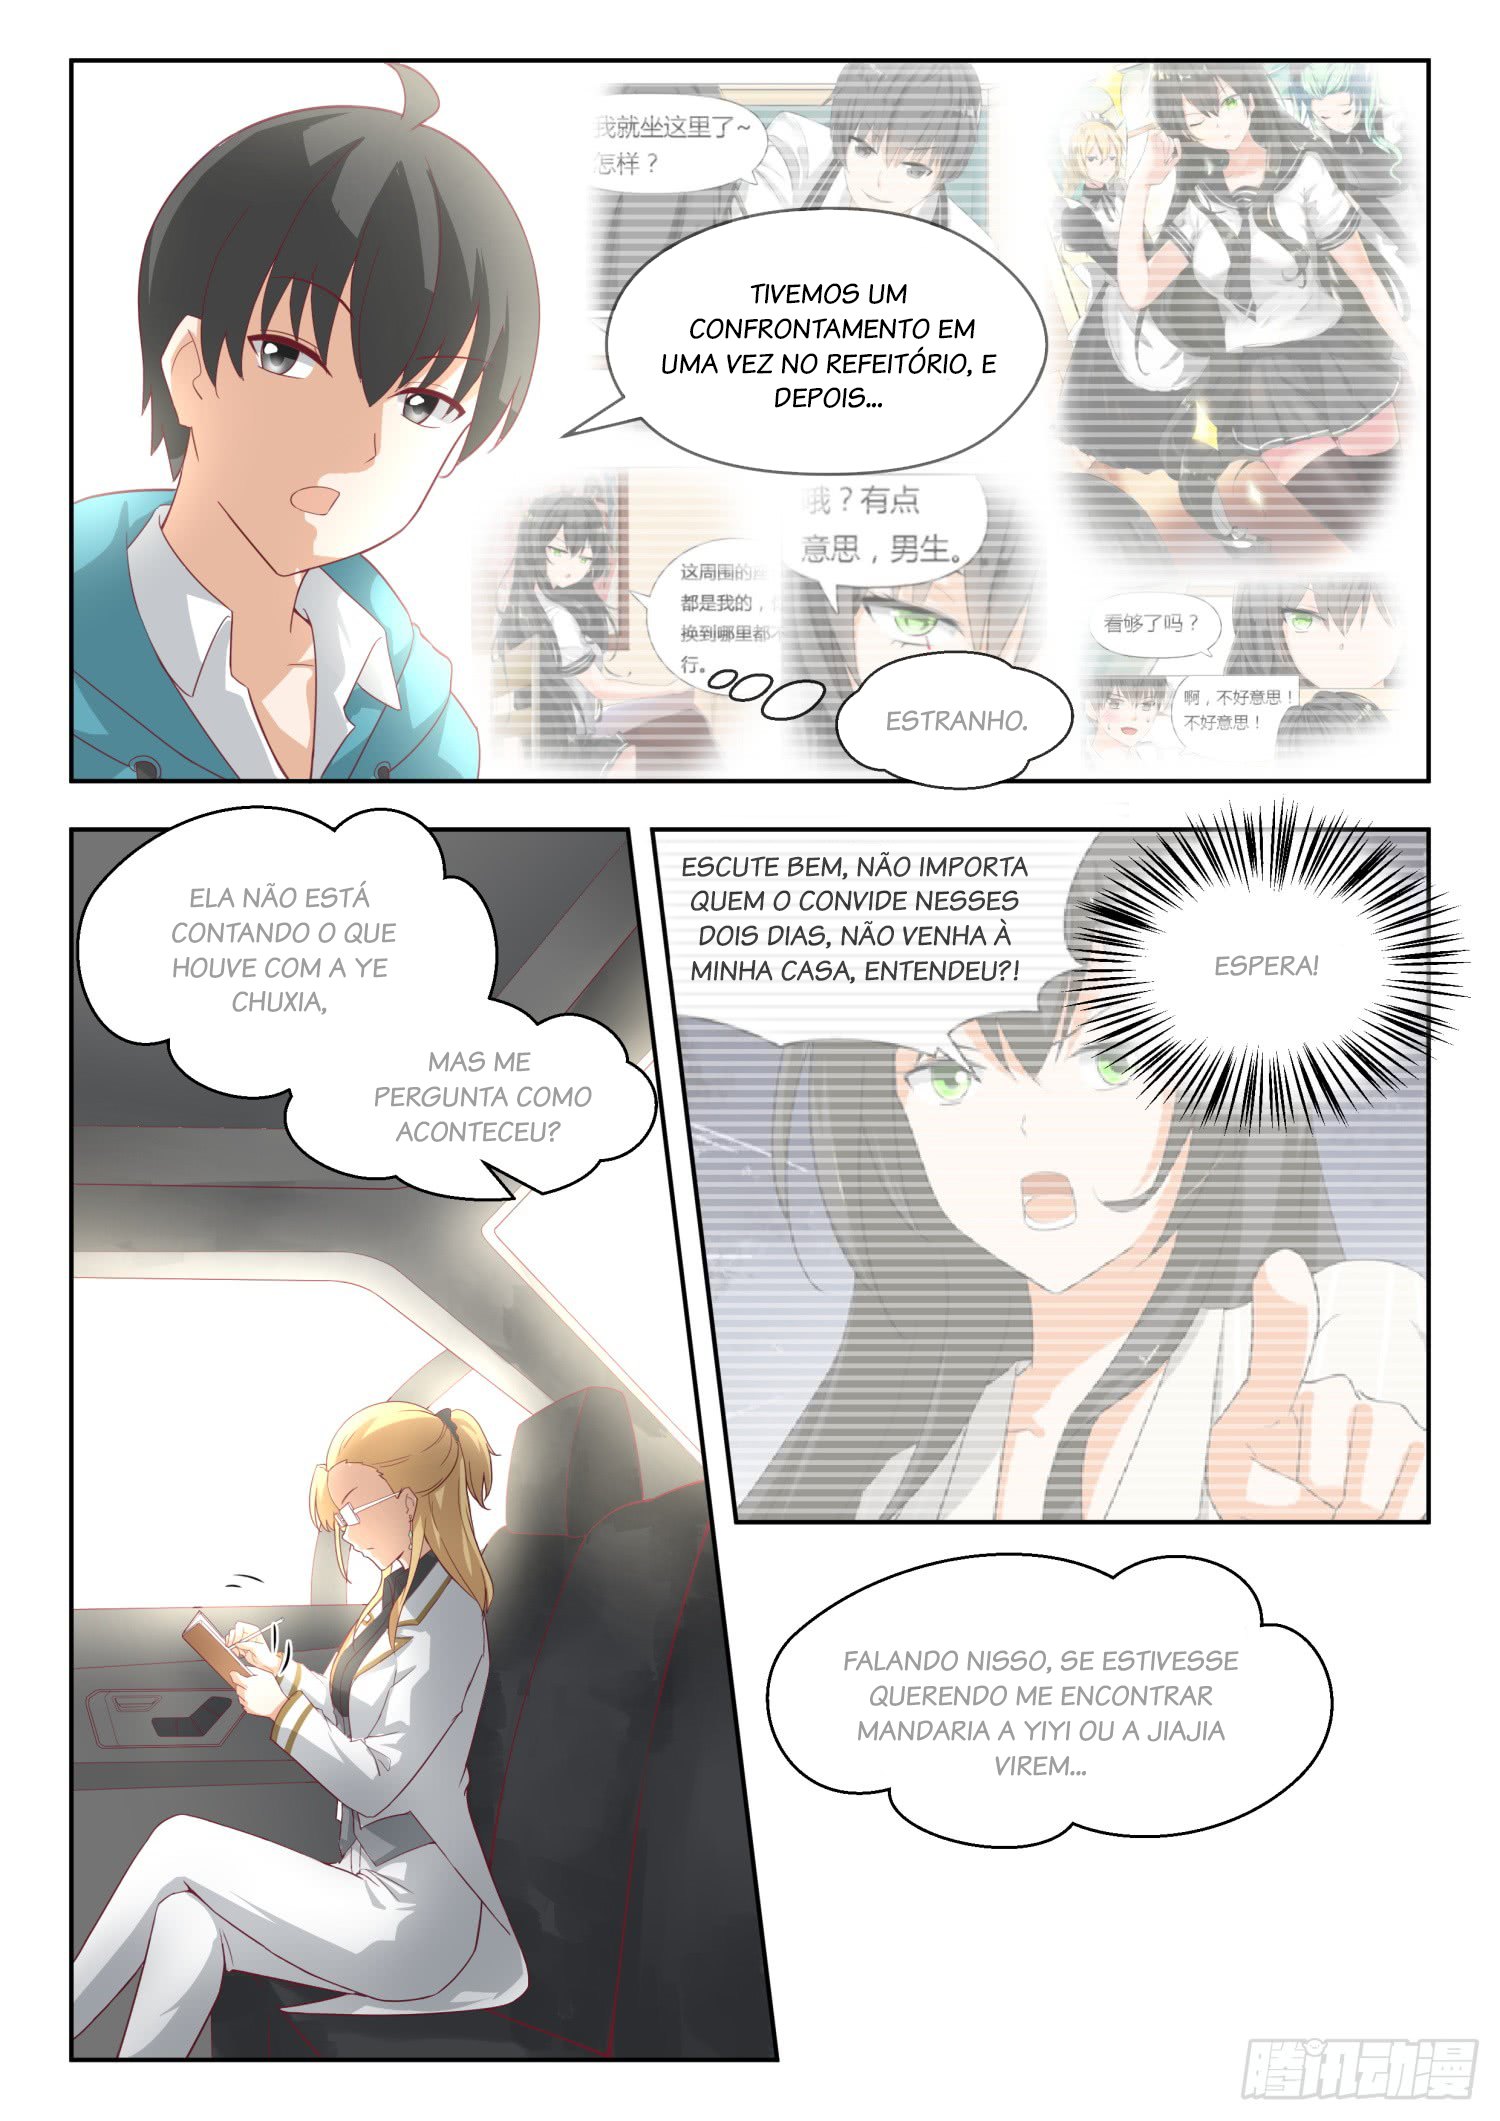 我就坐这里了~
怎样？
TIVEMOS UM
CONFRONTAMENTO EM
UMA VEZ NO REFEITÓRIO, E
DEPOIS...
哦？有点
意思，男生。
这周围的
都是我的，
换到哪里都不
行。
看够了吗？
啊，不好意思！
不好意思！
ESTRANHO.
ELA NÃO ESTÁ
CONTANDO O QUE
HOUVE COM A YE
CHUXIA,
MAS ME
PERGUNTA COMO
ACONTECEU?
ESCUTE BEM, NÃO IMPORTA
QUEM O CONVIDE NESSES
DOIS DIAS, NÃO VENHA À
MINHA CASA, ENTENDEU?!
ESPERA!
FALANDO NISSO, SE ESTIVESSE
QUERENDO ME ENCONTRAR
MANDARIA A YIYI OU A JIAJIA
VIREM...
腾讯动漫